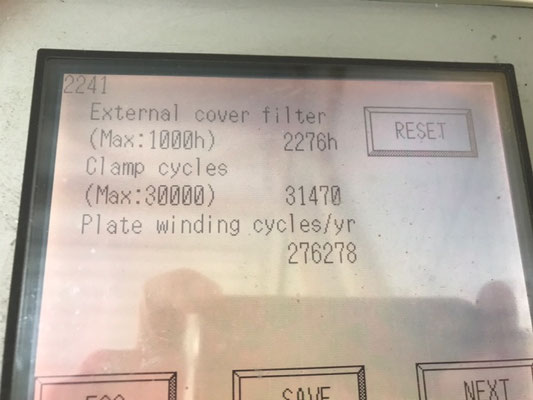 2241
External cover filter
(Max:1000h) 2276h
RESET
Clamp cycles
(Max:30000) 31470
Plate winding cycles/yr
276278
ESC SAVE NEXT